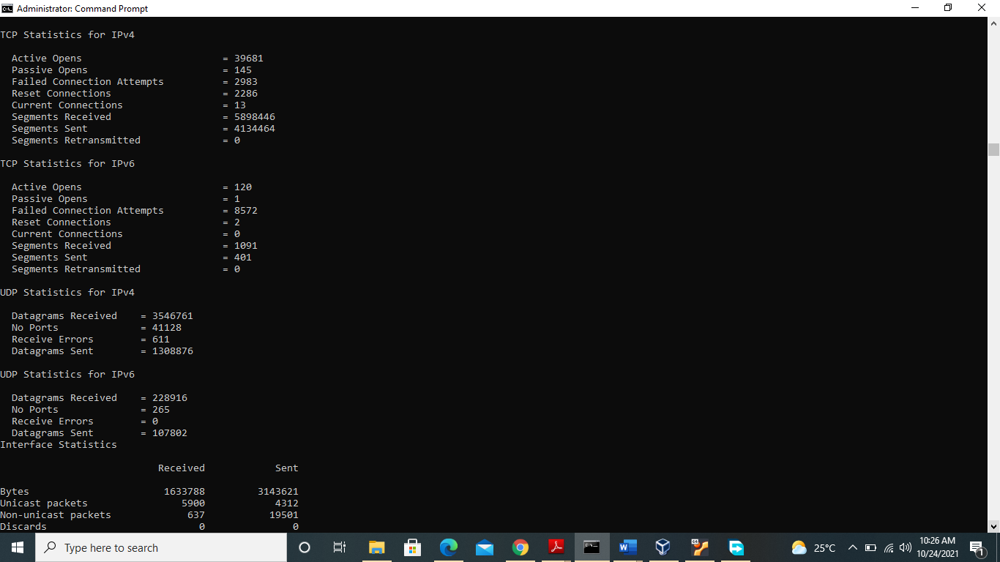 Administrator: Command Prompt
TCP Statistics for IPv4
Active Opens = 39681
Passive Opens = 145
Failed Connection Attempts = 2983
Reset Connections = 2286
Current Connections = 13
Segments Received = 5898446
Segments Sent = 4134464
Segments Retransmitted = 0
TCP Statistics for IPv6
Active Opens = 120
Passive Opens = 1
Failed Connection Attempts = 8572
Reset Connections = 2
Current Connections = 0
Segments Received = 1091
Segments Sent = 401
Segments Retransmitted = 0
UDP Statistics for IPv4
Datagrams Received = 3546761
No Ports = 41128
Receive Errors = 611
Datagrams Sent = 1308876
UDP Statistics for IPv6
Datagrams Received = 228916
No Ports = 265
Receive Errors = 0
Datagrams Sent = 107802
Interface Statistics
Received Sent
Bytes 1633788 3143621
Unicast packets 5900 4312
Non-unicast packets 637 19501
Discards 0 0
Type here to search
25°C
10:26 AM
10/24/2021
1